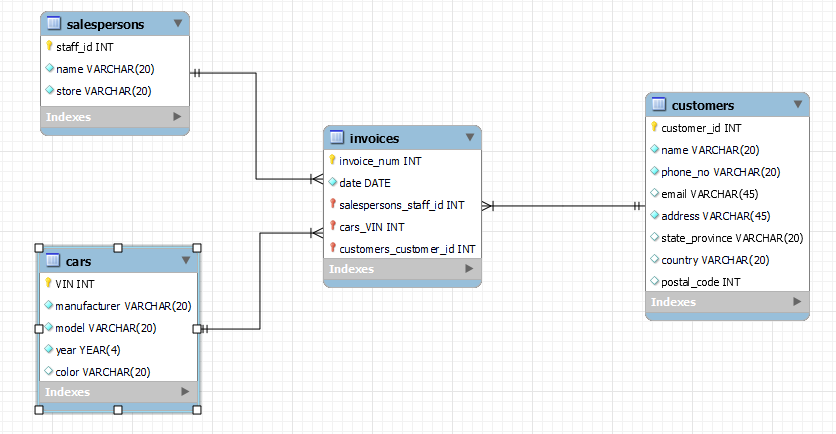 salespersons
staff_id INT
name VARCHAR(20)
store VARCHAR(20)
Indexes
cars
VIN INT
manufacturer VARCHAR(20)
model VARCHAR(20)
year YEAR(4)
color VARCHAR(20)
Indexes
invoices
invoice_num INT
date DATE
salespersons_staff_id INT
cars_VIN INT
customers_customer_id INT
Indexes
customers
customer_id INT
name VARCHAR(20)
phone_no VARCHAR(20)
email VARCHAR(45)
address VARCHAR(45)
state_province VARCHAR(20)
country VARCHAR(20)
postal_code INT
Indexes